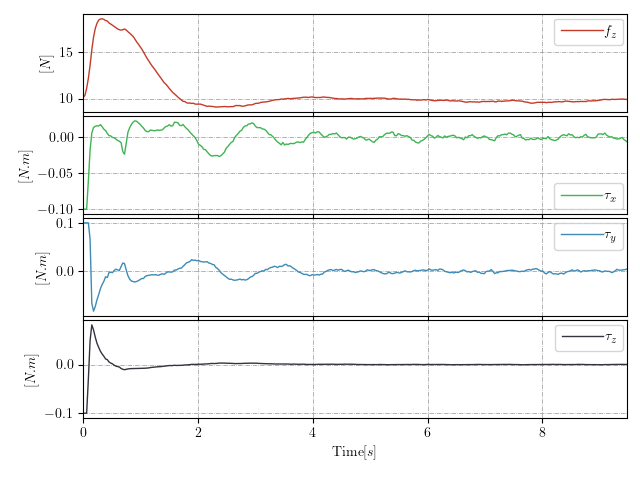 f_z
15
10
[N]
τ_x
0.00
−0.05
−0.10
[N.m]
τ_y
0.1
0.0
[N.m]
τ_z
0.0
−0.1
[N.m]
0 2 4 6 8
Time[s]